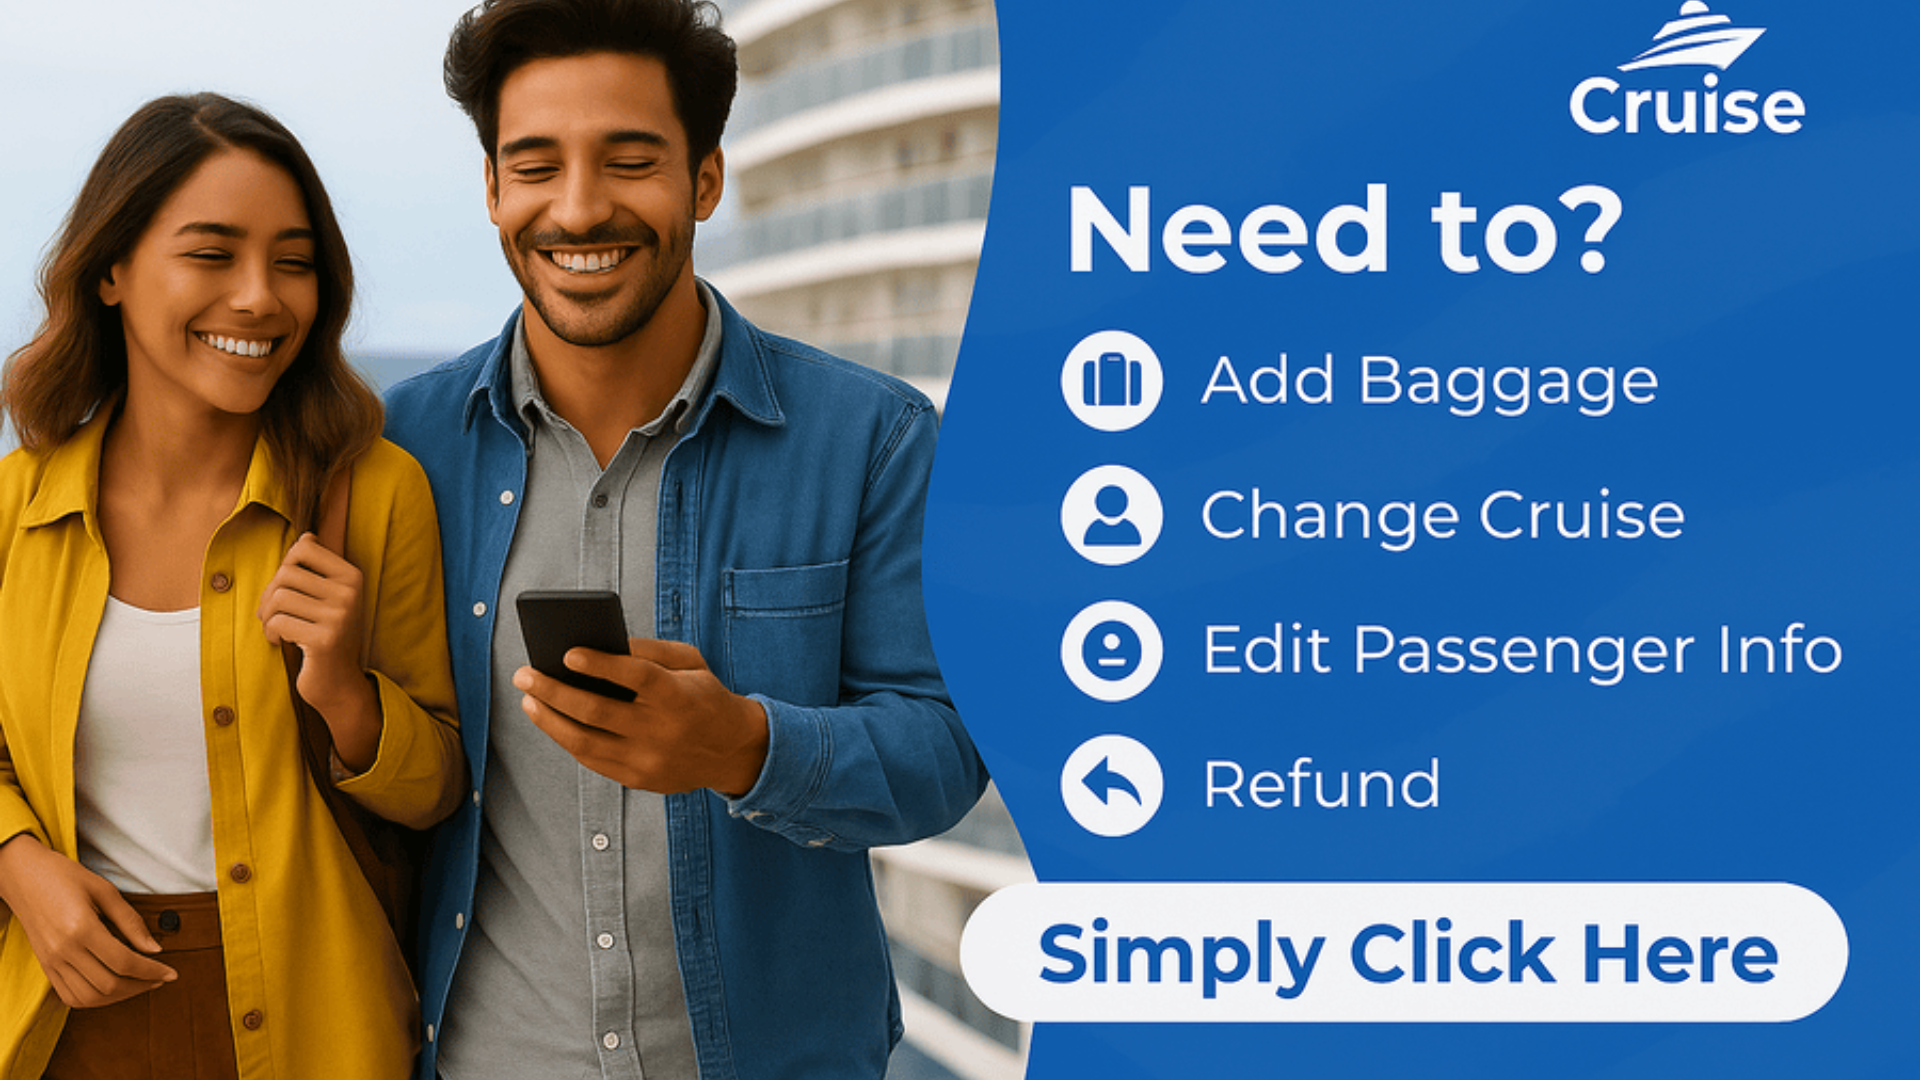 Cruise
Need to?
Add Baggage
Change Cruise
Edit Passenger Info
Refund
Simply Click Here